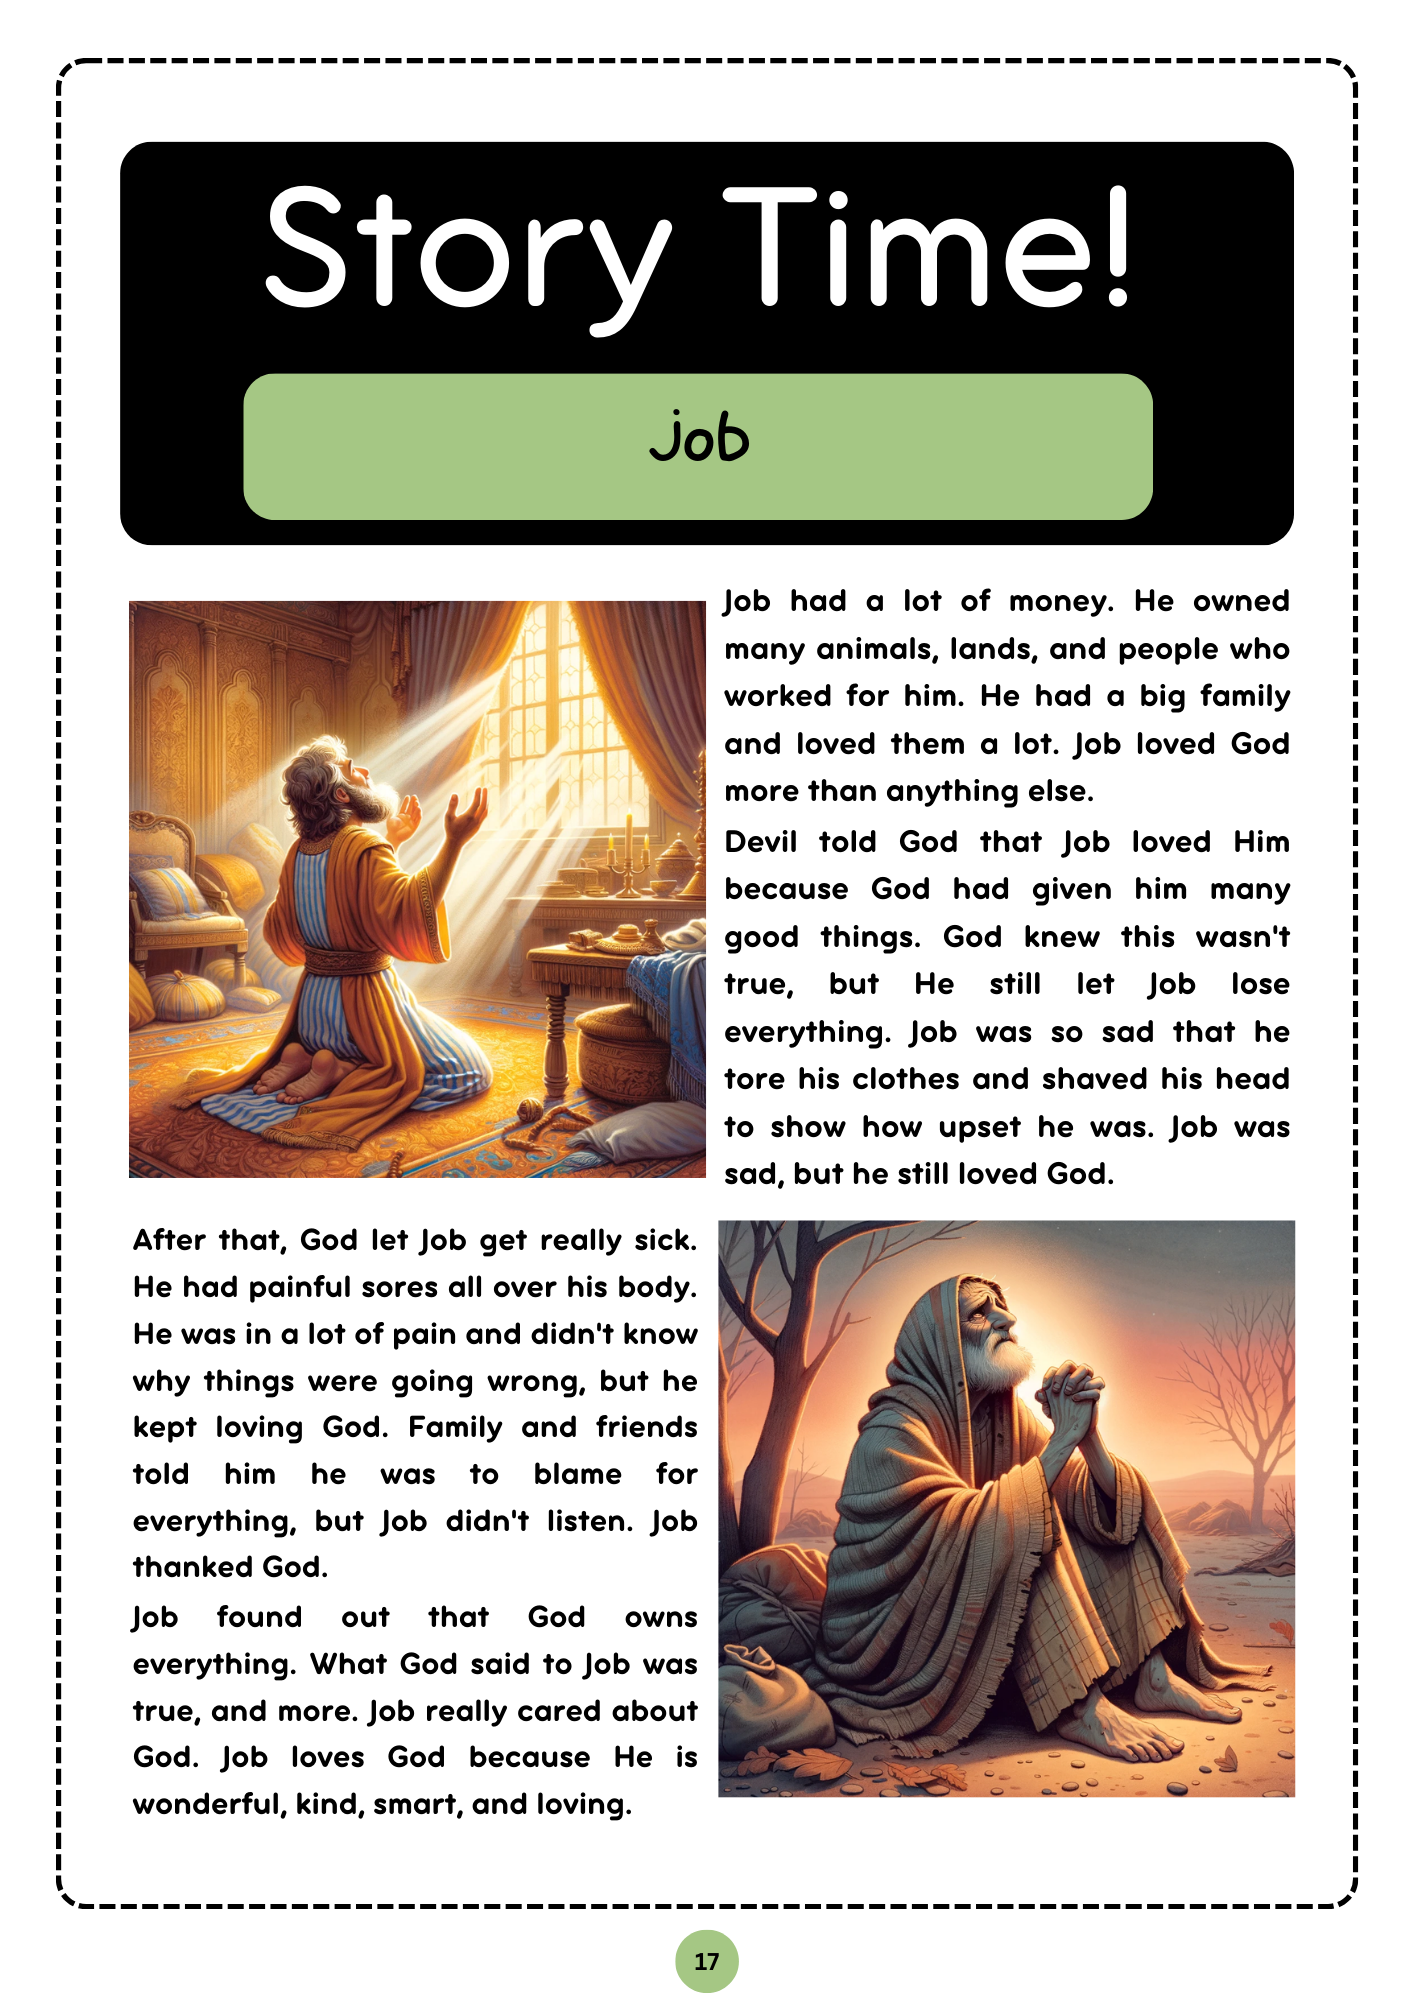 Story Time!
Job
Job had a lot of money. He owned
many animals, lands, and people who
worked for him. He had a big family
and loved them a lot. Job loved God
more than anything else.
Devil told God that Job loved Him
because God had given him many
good things. God knew this wasn't
true, but He still let Job lose
everything. Job was so sad that he
tore his clothes and shaved his head
to show how upset he was. Job was
sad, but he still loved God.
After that, God let Job get really sick.
He had painful sores all over his body.
He was in a lot of pain and didn't know
why things were going wrong, but he
kept loving God. Family and friends
told him he was to blame for
everything, but Job didn't listen. Job
thanked God.
Job found out that God owns
everything. What God said to Job was
true, and more. Job really cared about
God. Job loves God because He is
wonderful, kind, smart, and loving.
17